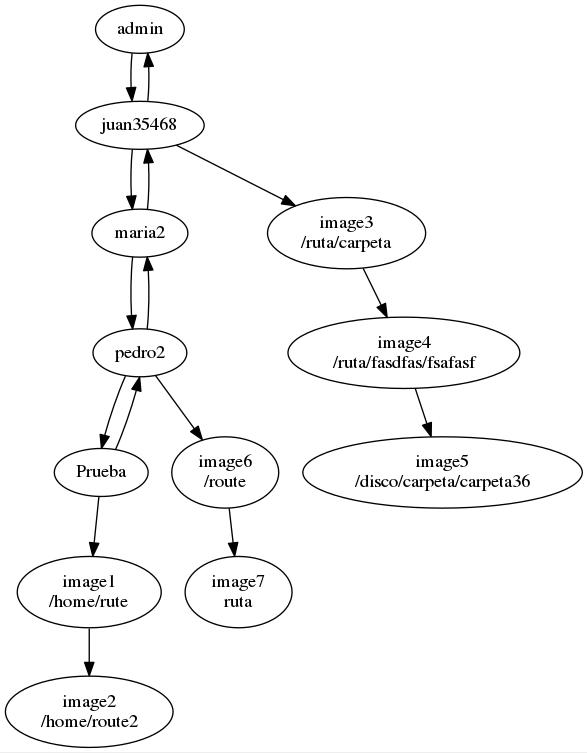 admin
juan35468
maria2
image3
/ruta/carpeta
pedro2
image4
/ruta/fasdfas/fsafasf
Prueba
image6
/route
image5
/disco/carpeta/carpeta36
image1
/home/rute
image7
ruta
image2
/home/route2